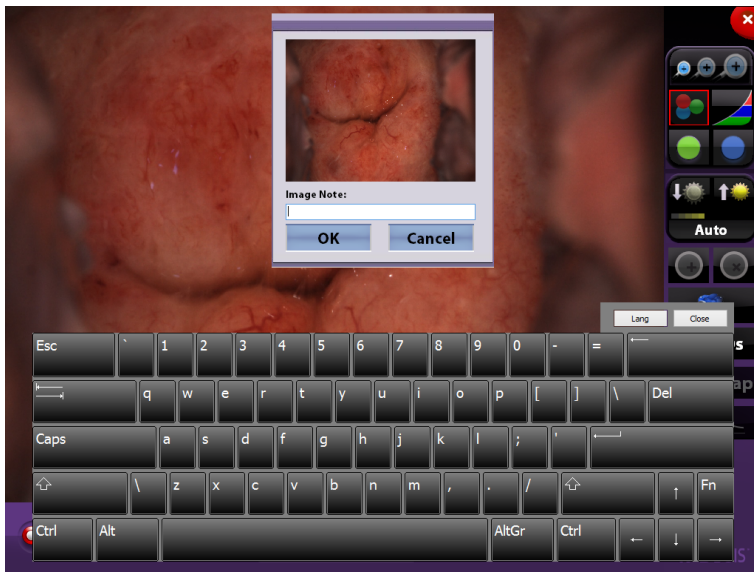 Image Note:
OK
Cancel
Auto
Lang
Close
Esc ` 1 2 3 4 5 6 7 8 9 0 - =
q w e r t y u i o p [ ] \ Del
Caps a s d f g h j k l ; '
\ z x c v b n m , . / Fn
Ctrl Alt AltGr Ctrl